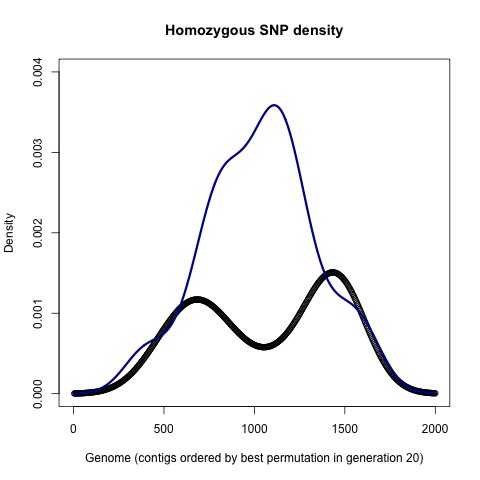 Homozygous SNP density
Density
0.004
0.003
0.002
0.001
0.000
0 500 1000 1500 2000
Genome (contigs ordered by best permutation in generation 20)